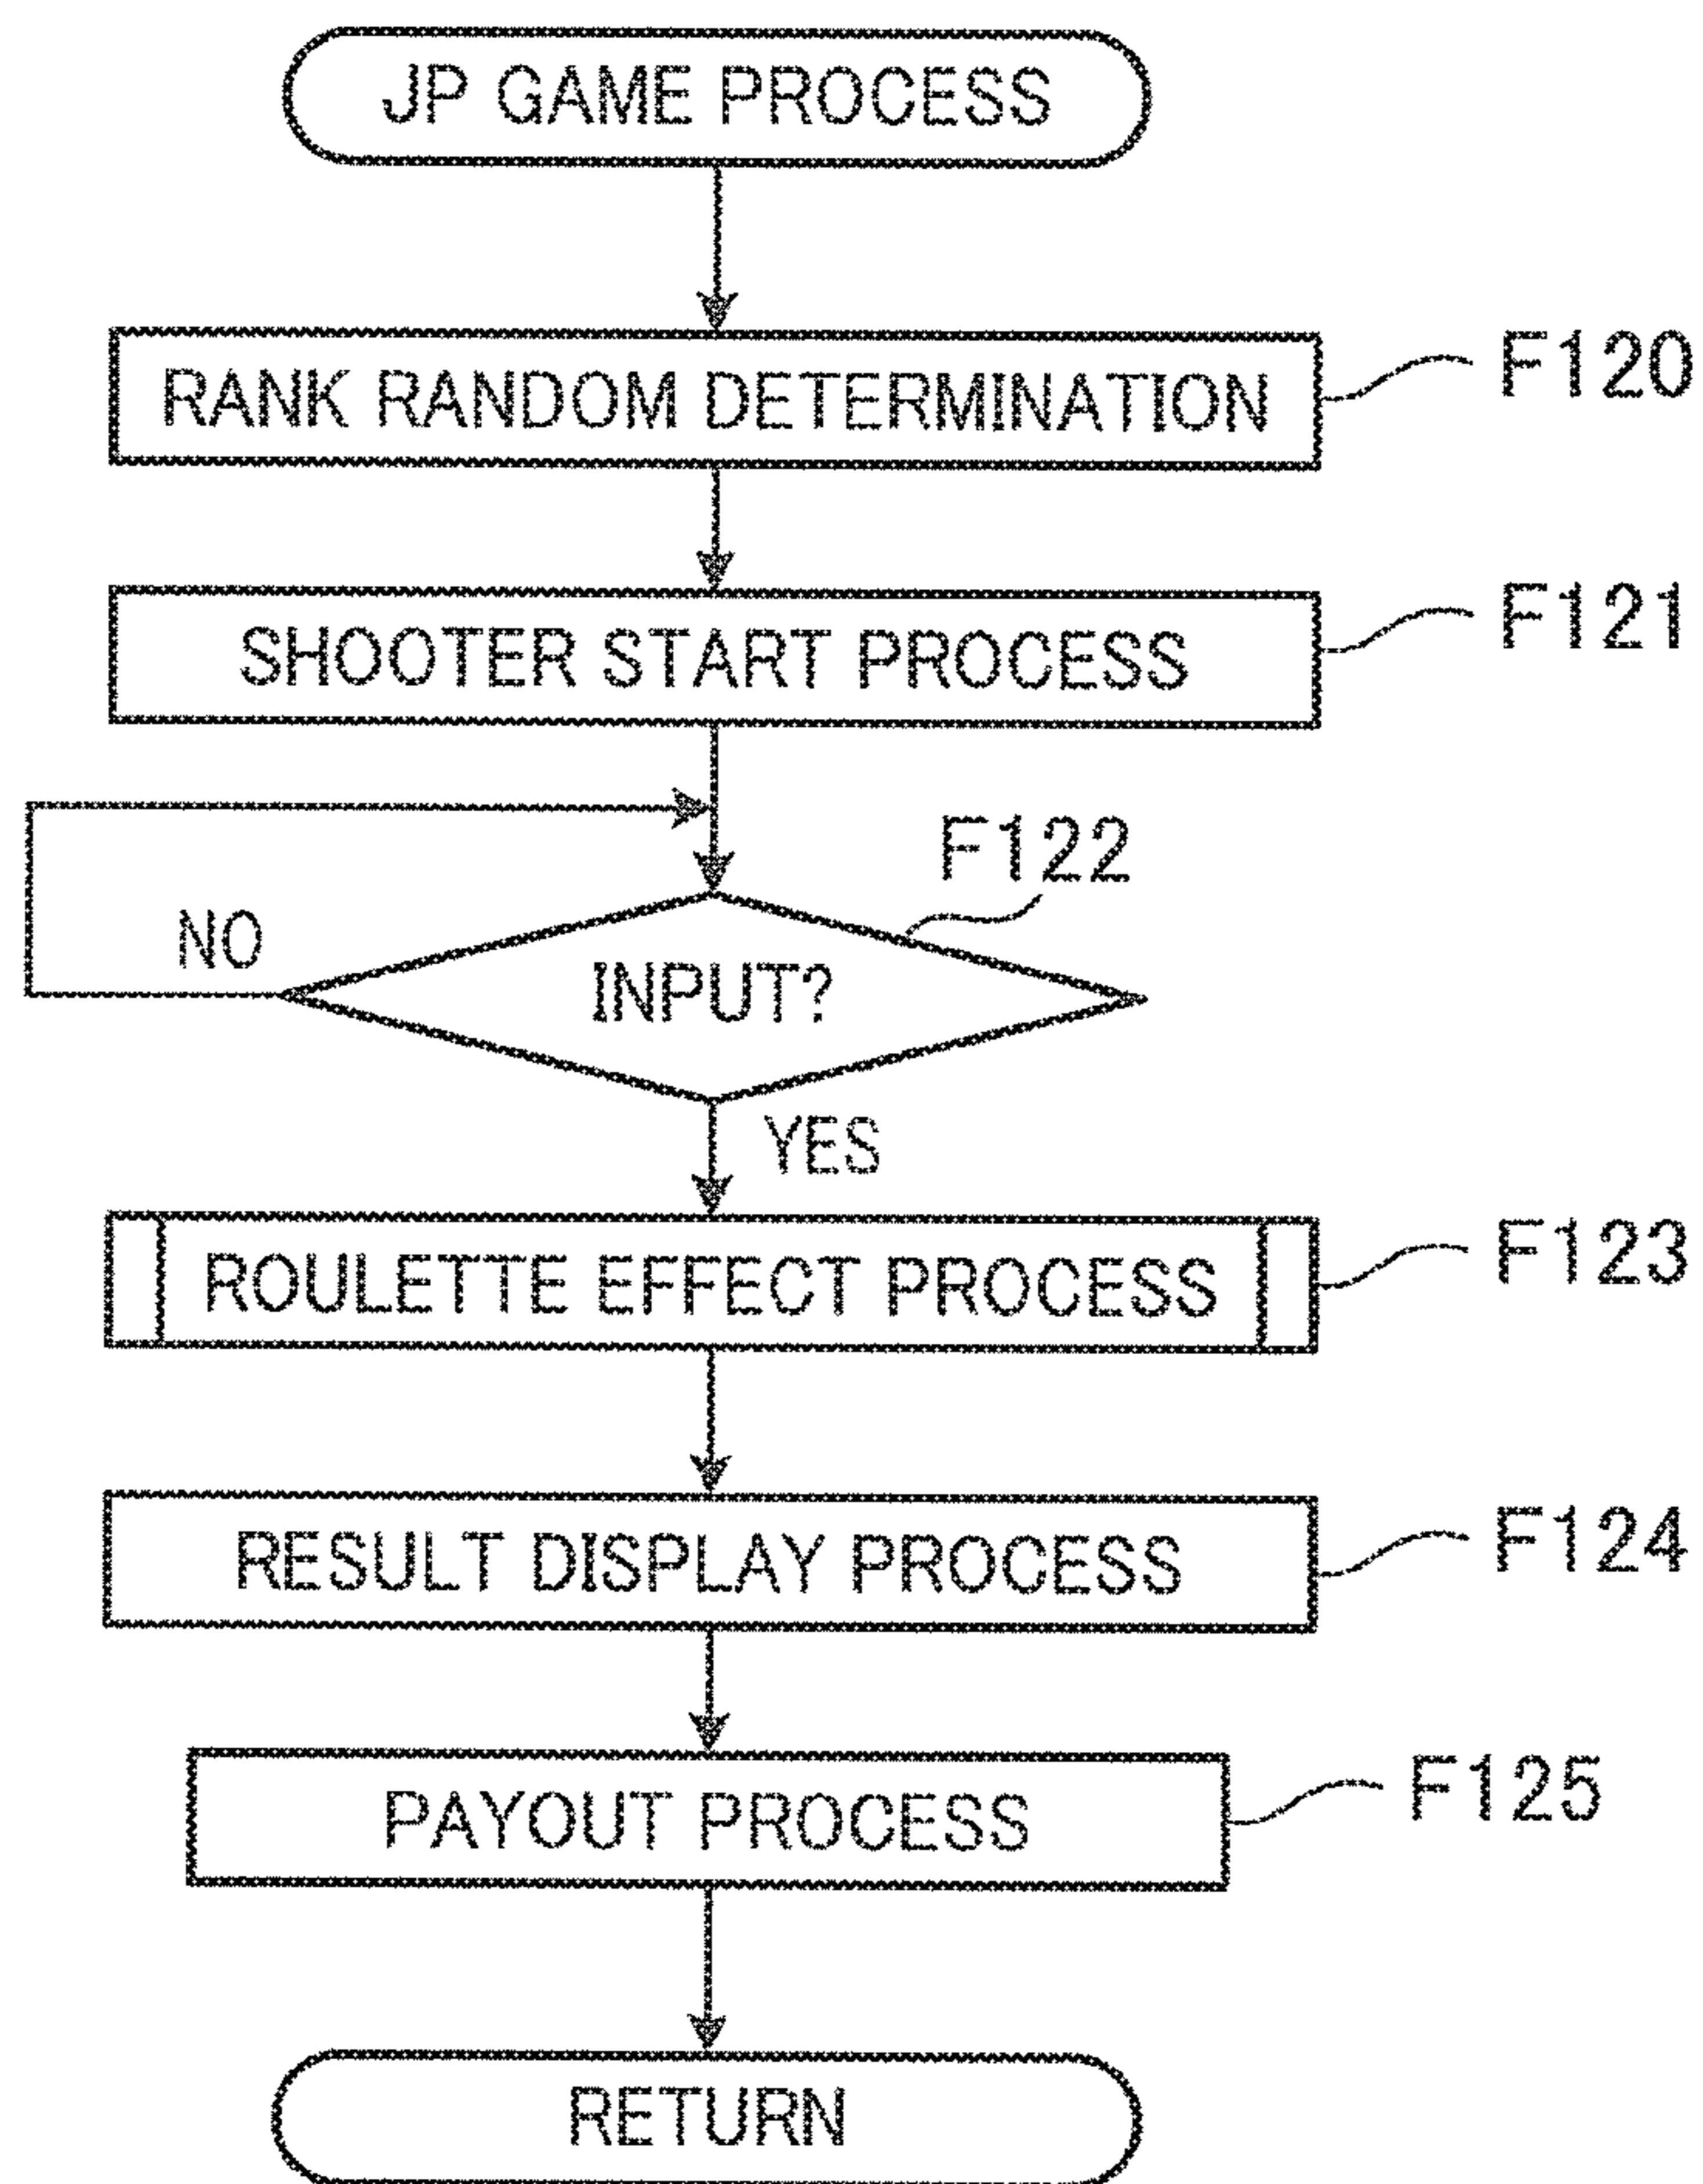 JP GAME PROCESS
RANK RANDOM DETERMINATION
F120
SHOOTER START PROCESS
F121
F122
NO
INPUT?
YES
ROULETTE EFFECT PROCESS
F123
RESULT DISPLAY PROCESS
F124
PAYOUT PROCESS
F125
RETURN